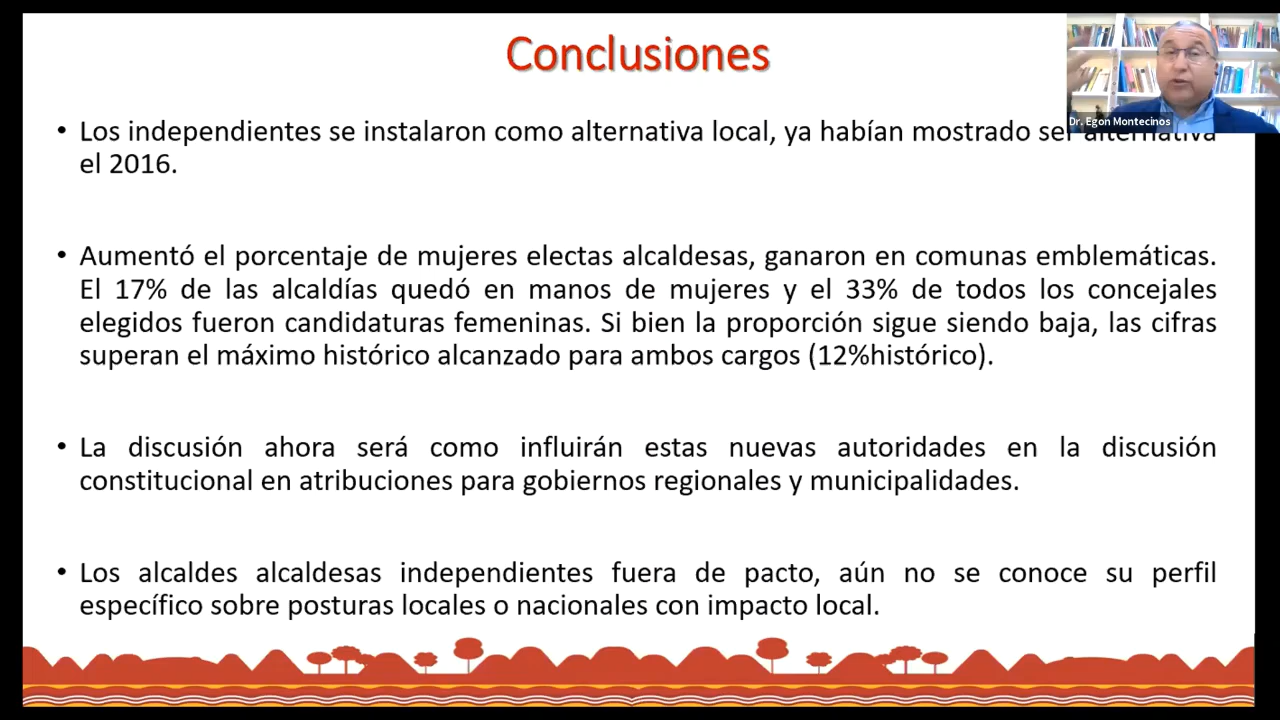 Conclusiones
Dr. Egon Montecinos
• Los independientes se instalaron como alternativa local, ya habían mostrado ser alternativa
el 2016.
• Aumentó el porcentaje de mujeres electas alcaldesas, ganaron en comunas emblemáticas.
El 17% de las alcaldías quedó en manos de mujeres y el 33% de todos los concejales
elegidos fueron candidaturas femeninas. Si bien la proporción sigue siendo baja, las cifras
superan el máximo histórico alcanzado para ambos cargos (12%histórico).
• La discusión ahora será como influirán estas nuevas autoridades en la discusión
constitucional en atribuciones para gobiernos regionales y municipalidades.
• Los alcaldes alcaldesas independientes fuera de pacto, aún no se conoce su perfil
específico sobre posturas locales o nacionales con impacto local.